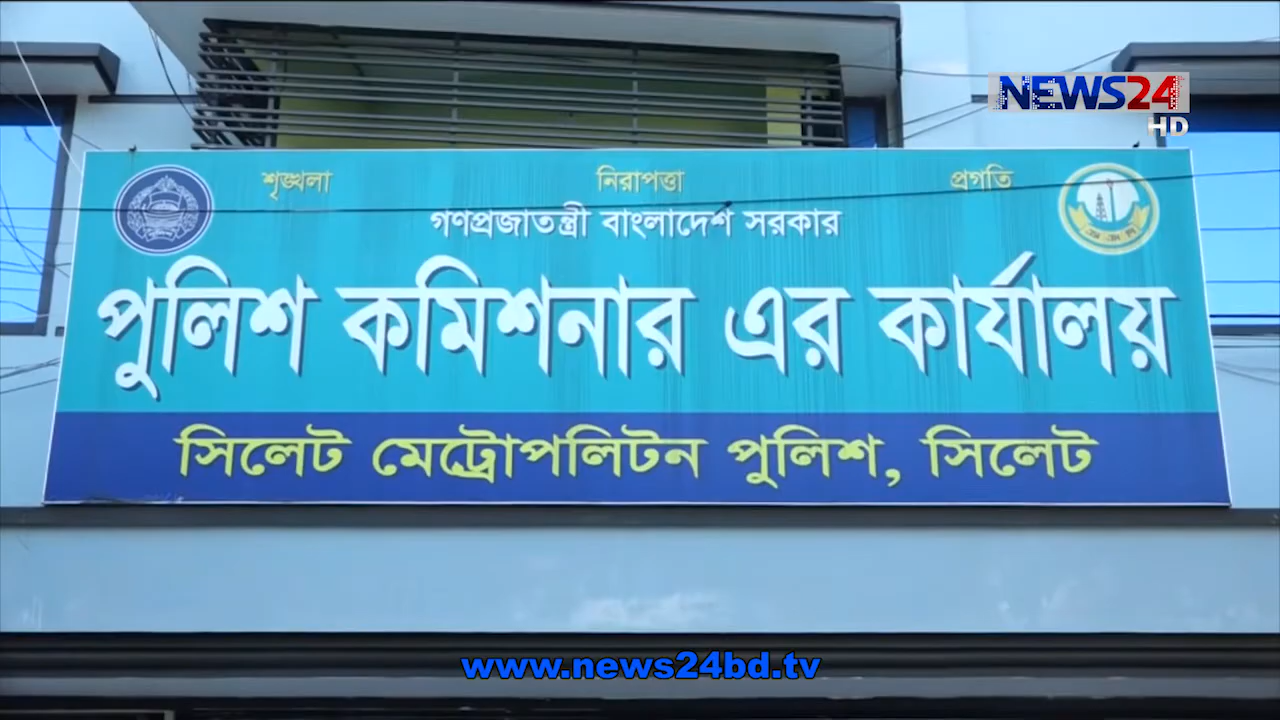 NEWS24
HD
শৃঙ্খলা নিরাপত্তা প্রগতি
গণপ্রজাতন্ত্রী বাংলাদেশ সরকার
পুলিশ কমিশনার এর কার্যালয়
সিলেট মেট্রোপলিটন পুলিশ, সিলেট
www.news24bd.tv